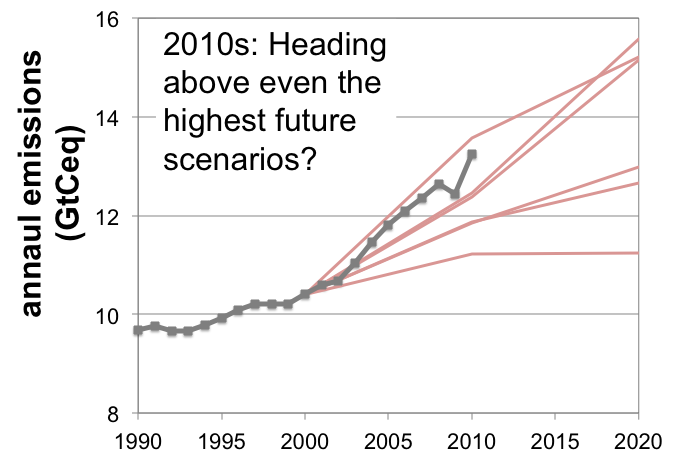 16
14
12
10
8
annaul emissions
(GtCeq)
2010s: Heading
above even the
highest future
scenarios?
1990 1995 2000 2005 2010 2015 2020